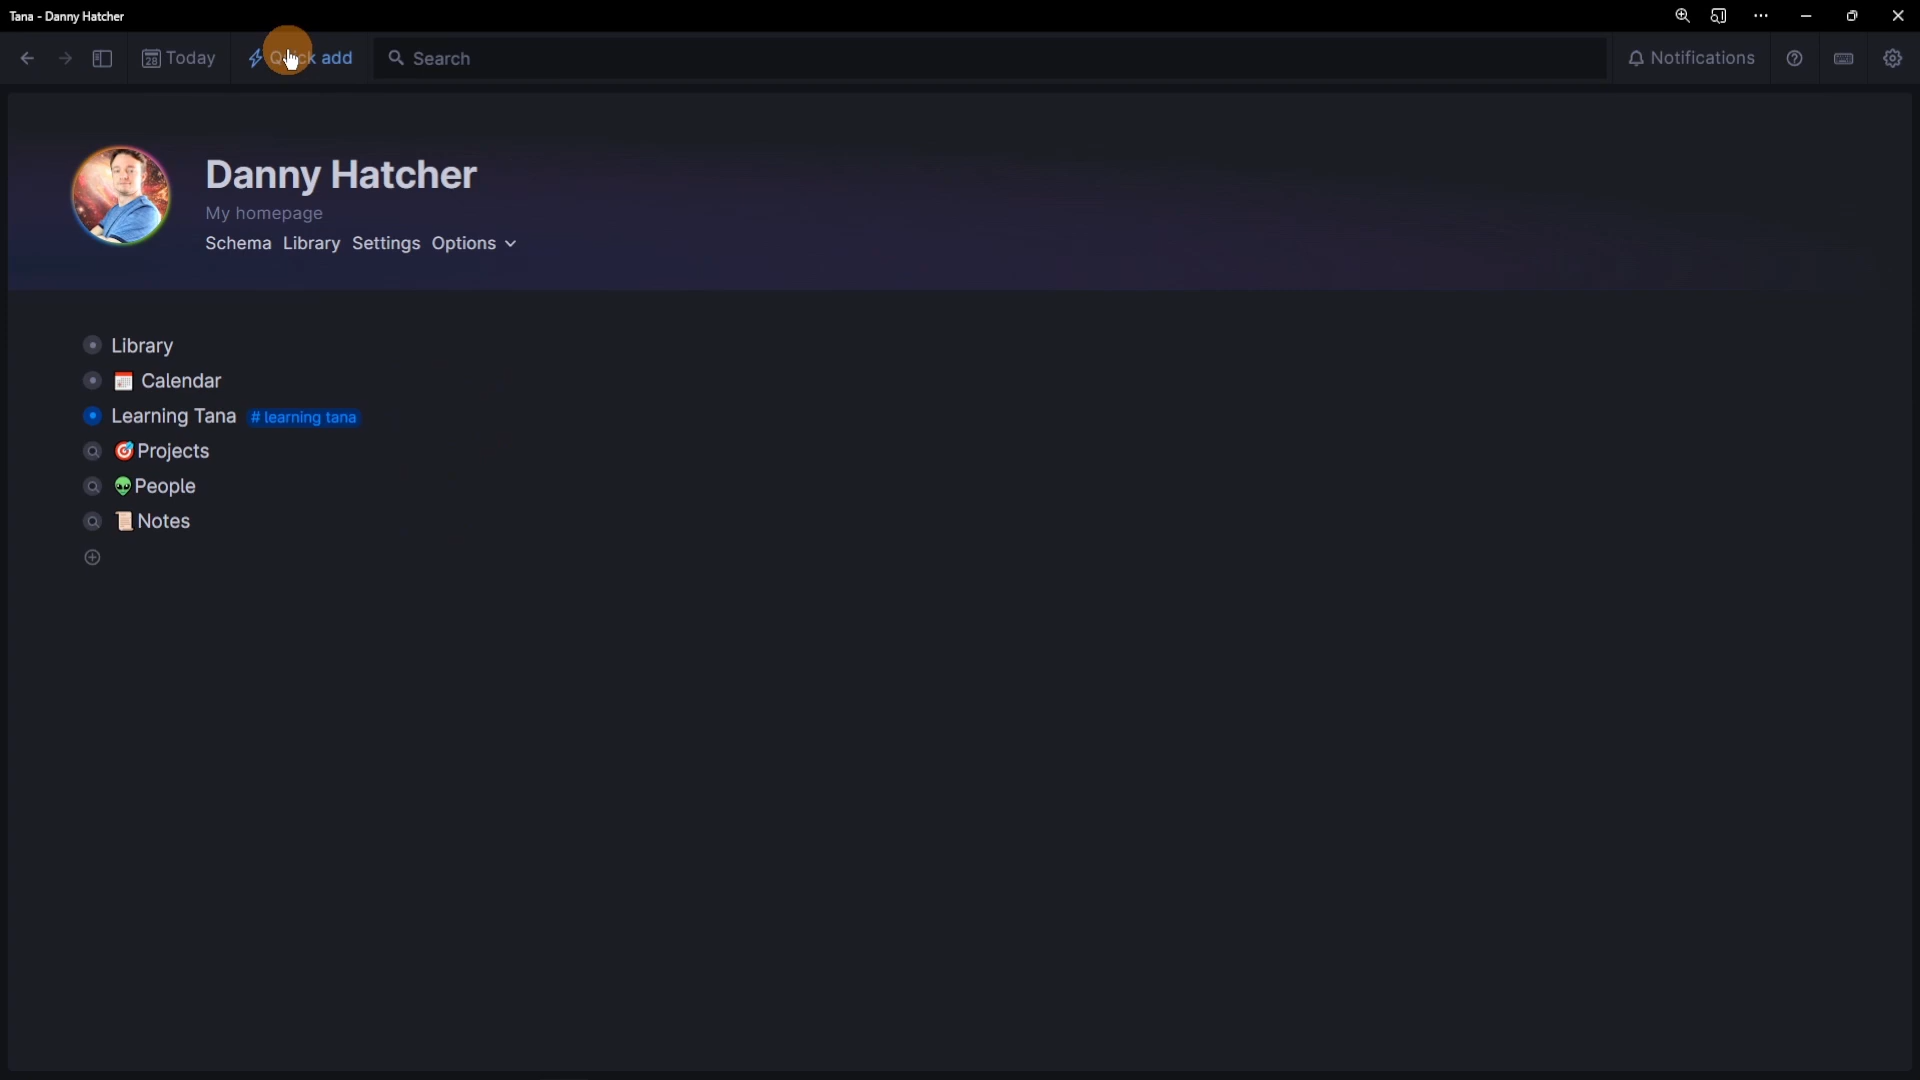 Tana - Danny Hatcher
28 Today
add
Search
Notifications
Danny Hatcher
My homepage
Schema Library Settings Options
Library
Calendar
Learning Tana # learning tana
Projects
People
Notes